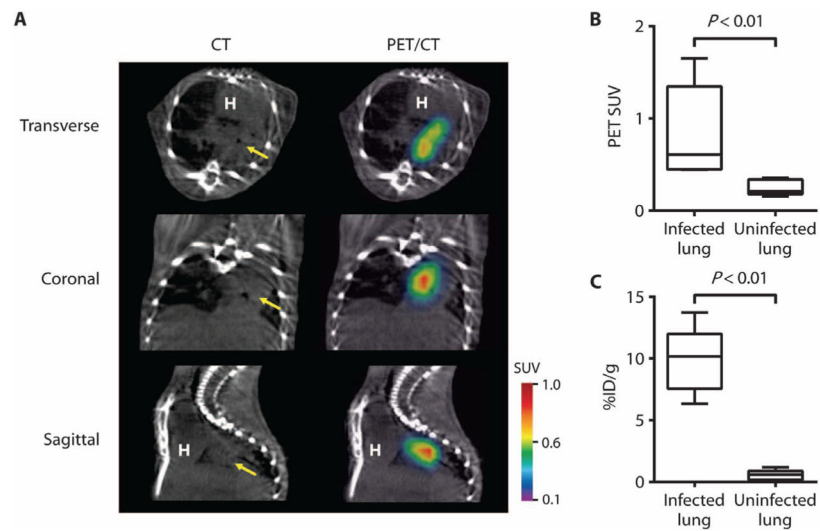 A
CT
PET/CT
Transverse
H
H
Coronal
Sagittal
H
H
SUV
1.0
0.6
0.1
B
P < 0.01
PET SUV
2
1
0
Infected lung
Uninfected lung
C
P < 0.01
%ID/g
15
10
5
0
Infected lung
Uninfected lung